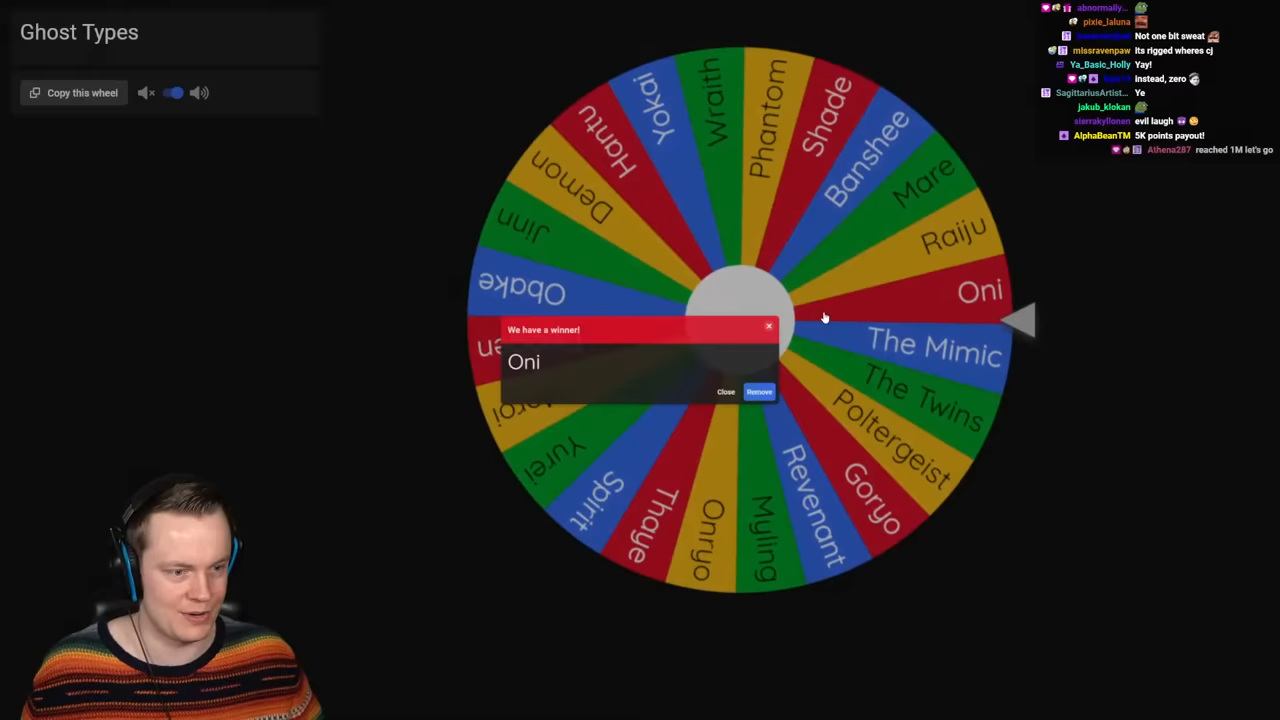 Ghost Types
Copy this wheel
Wraith
Phantom
Shade
Banshee
Mare
Raiju
Oni
The Mimic
The Twins
Poltergeist
Goryo
Revenant
Myling
Onryo
Thaye
Spirit
Yurei
Obake
Jinn
Demon
Hantu
Yokai
We have a winner!
Oni
Close
Remove
abnormally...
pixie_laluna
Not one bit sweat
missravenpaw Its rigged wheres cj
Ya_Basic_Holly Yay!
instead, zero
SagittariusArtist... Ye
jakub_klokan
sierrakyllonen evil laugh
AlphaBeanTM 5K points payout!
Athena287 reached 1M let's go